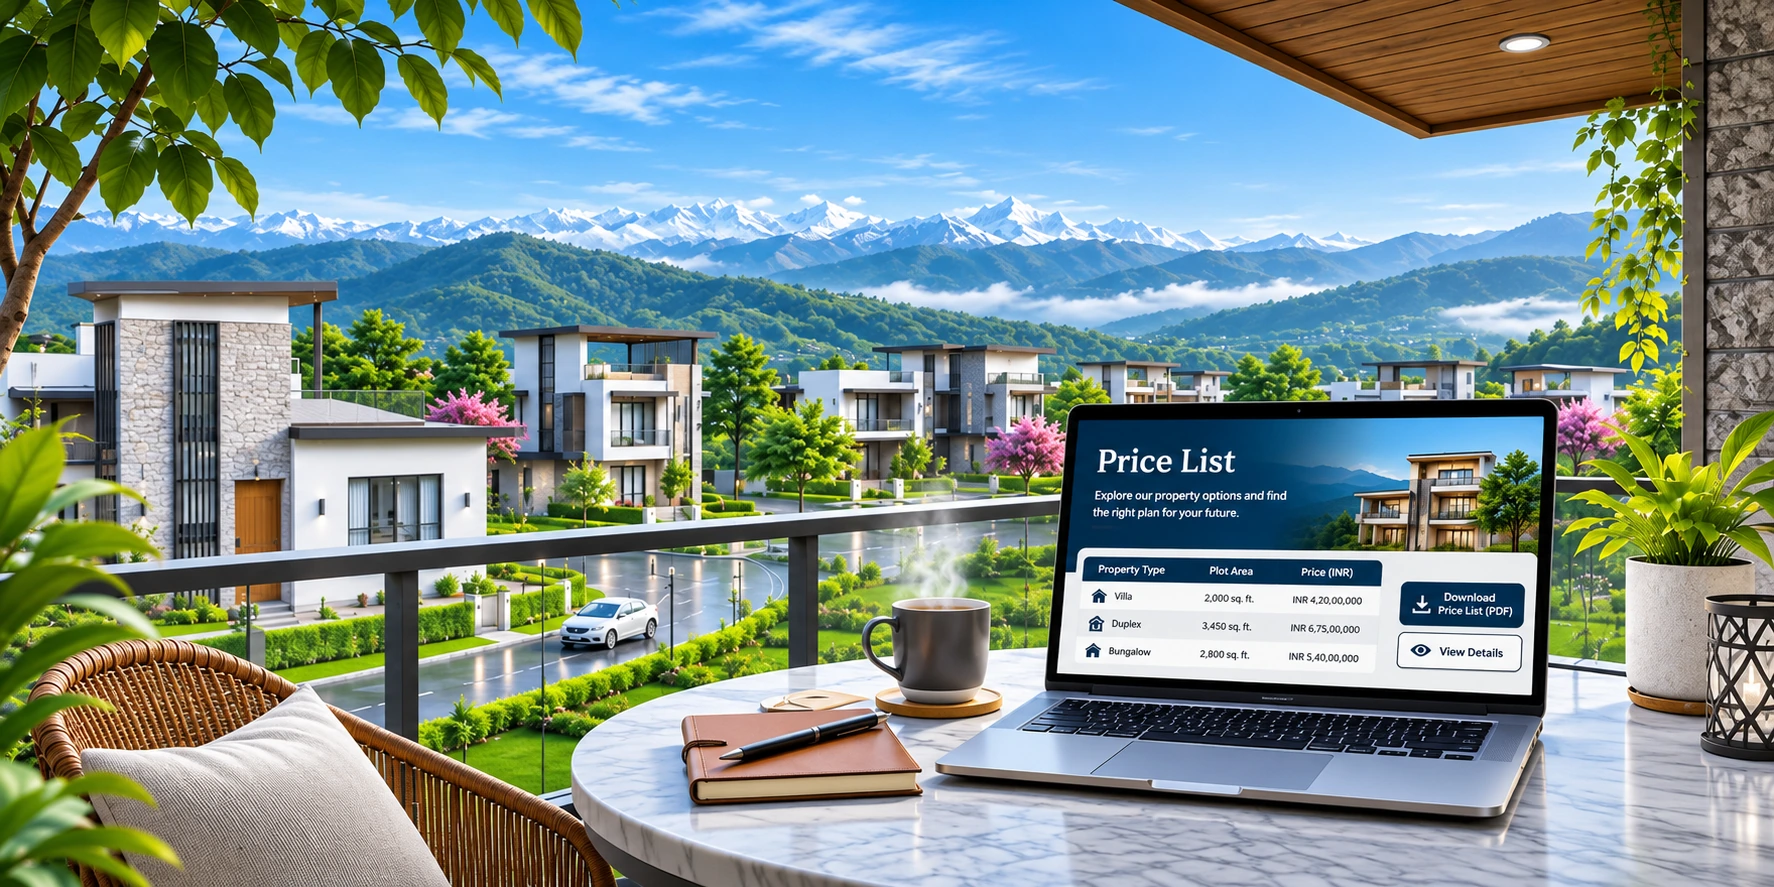 Price List
Explore our property options and find
the right plan for your future.
Property Type Plot Area Price (INR)
Villa 2,000 sq. ft. INR 4,20,00,000
Duplex 3,450 sq. ft. INR 6,75,00,000
Bungalow 2,800 sq. ft. INR 5,40,00,000
Download
Price List (PDF)
View Details